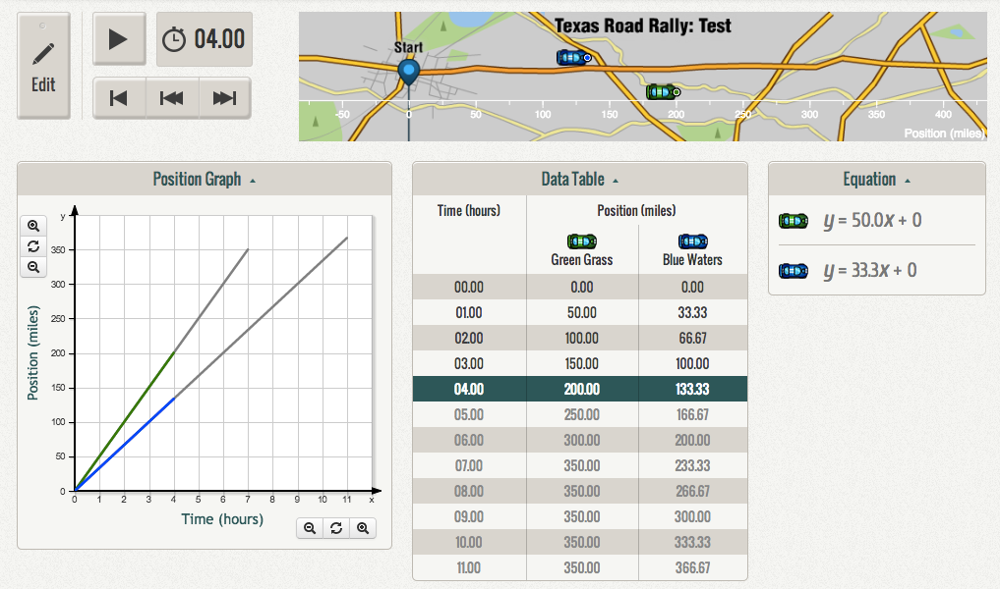 Edit
04.00
Texas Road Rally: Test
Start
-50 0 50 100 150 200 250 300 350 400
Position (miles)
Position Graph
y
350
300
250
200
150
100
50
0
0 1 2 3 4 5 6 7 8 9 10 11 x
Position (miles)
Time (hours)
Data Table
Time (hours) Position (miles)
Green Grass Blue Waters
00.00 0.00 0.00
01.00 50.00 33.33
02.00 100.00 66.67
03.00 150.00 100.00
04.00 200.00 133.33
05.00 250.00 166.67
06.00 300.00 200.00
07.00 350.00 233.33
08.00 350.00 266.67
09.00 350.00 300.00
10.00 350.00 333.33
11.00 350.00 366.67
Equation
y = 50.0x + 0
y = 33.3x + 0